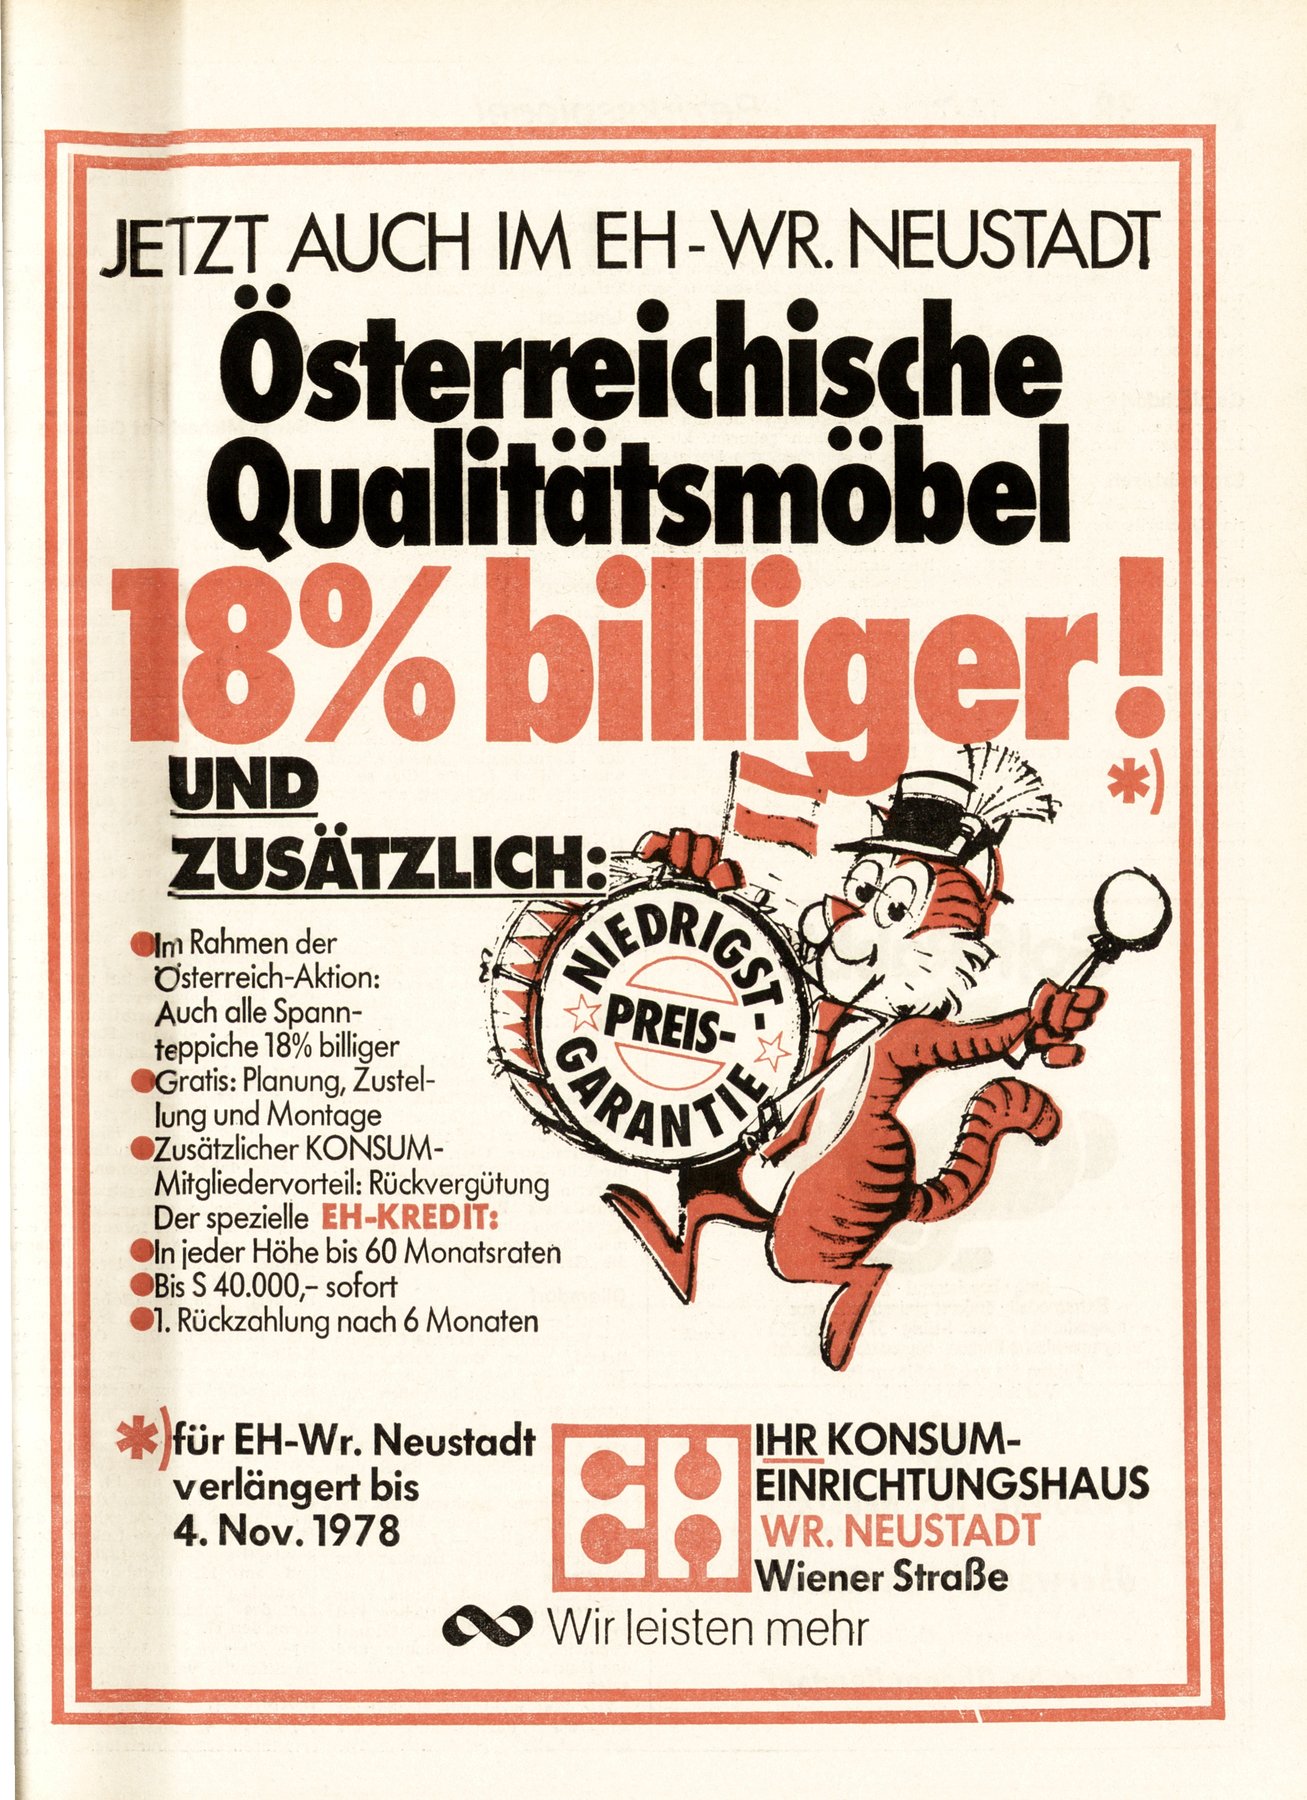 JETZT AUCH IM EH-WR. NEUSTADT
Österreichische
Qualitätsmöbel
18% billiger!
*)
UND
ZUSÄTZLICH:
NIEDRIGST-
PREIS-
GARANTIE
Im Rahmen der
Österreich-Aktion:
Auch alle Spann-
teppiche 18% billiger
Gratis: Planung, Zustel-
lung und Montage
Zusätzlicher KONSUM-
Mitgliedervorteil: Rückvergütung
Der spezielle EH-KREDIT:
In jeder Höhe bis 60 Monatsraten
Bis S 40.000,– sofort
1. Rückzahlung nach 6 Monaten
*) für EH-Wr. Neustadt
verlängert bis
4. Nov. 1978
EH
IHR KONSUM-
EINRICHTUNGSHAUS
WR. NEUSTADT
Wiener Straße
Wir leisten mehr